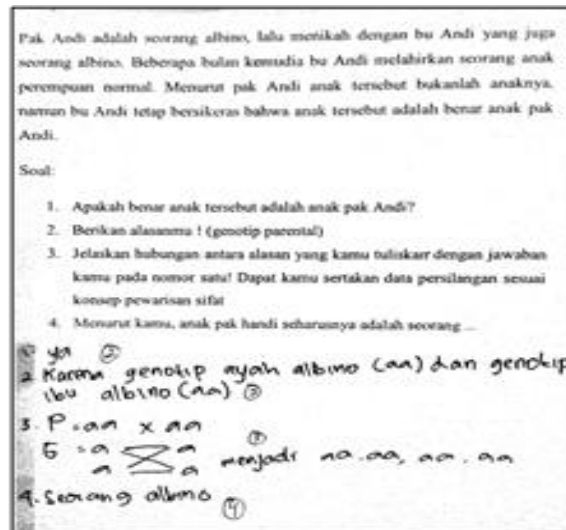 Pak Andi adalah seorang albino, lalu menikah dengan bu Andi yang juga
seorang albino. Beberapa bulan kemudia bu Andi melahirkan seorang anak
perempuan normal. Menurut pak Andi anak tersebut bukanlah anaknya,
namun bu Andi tetap bersikeras bahwa anak tersebut adalah benar anak pak
Andi.
Soal:
1. Apakah benar anak tersebut adalah anak pak Andi?
2. Berikan alasanmu ! (genotip parental)
3. Jelaskan hubungan antara alasan yang kamu tuliskan dengan jawaban
kamu pada nomor satu! Dapat kamu sertakan data persilangan sesuai
konsep pewarisan sifat
4. Menurut kamu, anak pak handi seharusnya adalah seorang ...
1. ya ②
2 Karena genotip ayah albino (aa) dan genotip
ibu albino (aa) ③
3. P = aa x aa
G = a a
a a menjadi aa. aa, aa. aa
4. Seorang albino ④